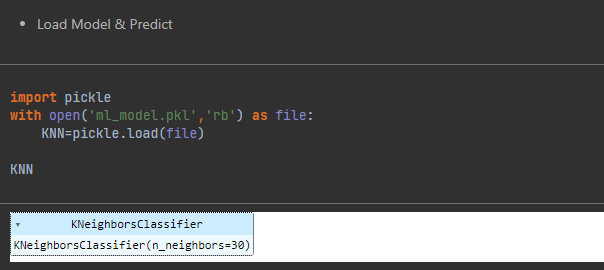 Load Model & Predict
import pickle
with open('ml_model.pkl','rb') as file:
    KNN=pickle.load(file)
KNN
KNeighborsClassifier
KNeighborsClassifier(n_neighbors=30)